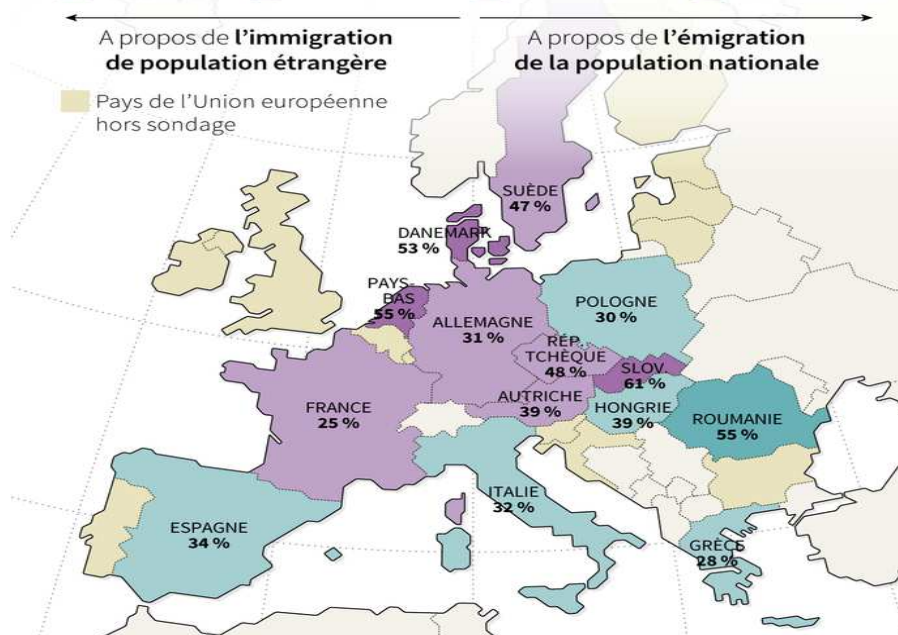 A propos de l'immigration
de population étrangère
A propos de l'émigration
de la population nationale
Pays de l'Union européenne
hors sondage
SUÈDE
47 %
DANEMARK
53 %
PAYS-
BAS
55 %
POLOGNE
30 %
ALLEMAGNE
31 %
RÉP.
TCHÈQUE
48 %
SLOV.
61 %
AUTRICHE
39 %
HONGRIE
39 %
ROUMANIE
55 %
FRANCE
25 %
ITALIE
32 %
ESPAGNE
34 %
GRÈCE
28 %